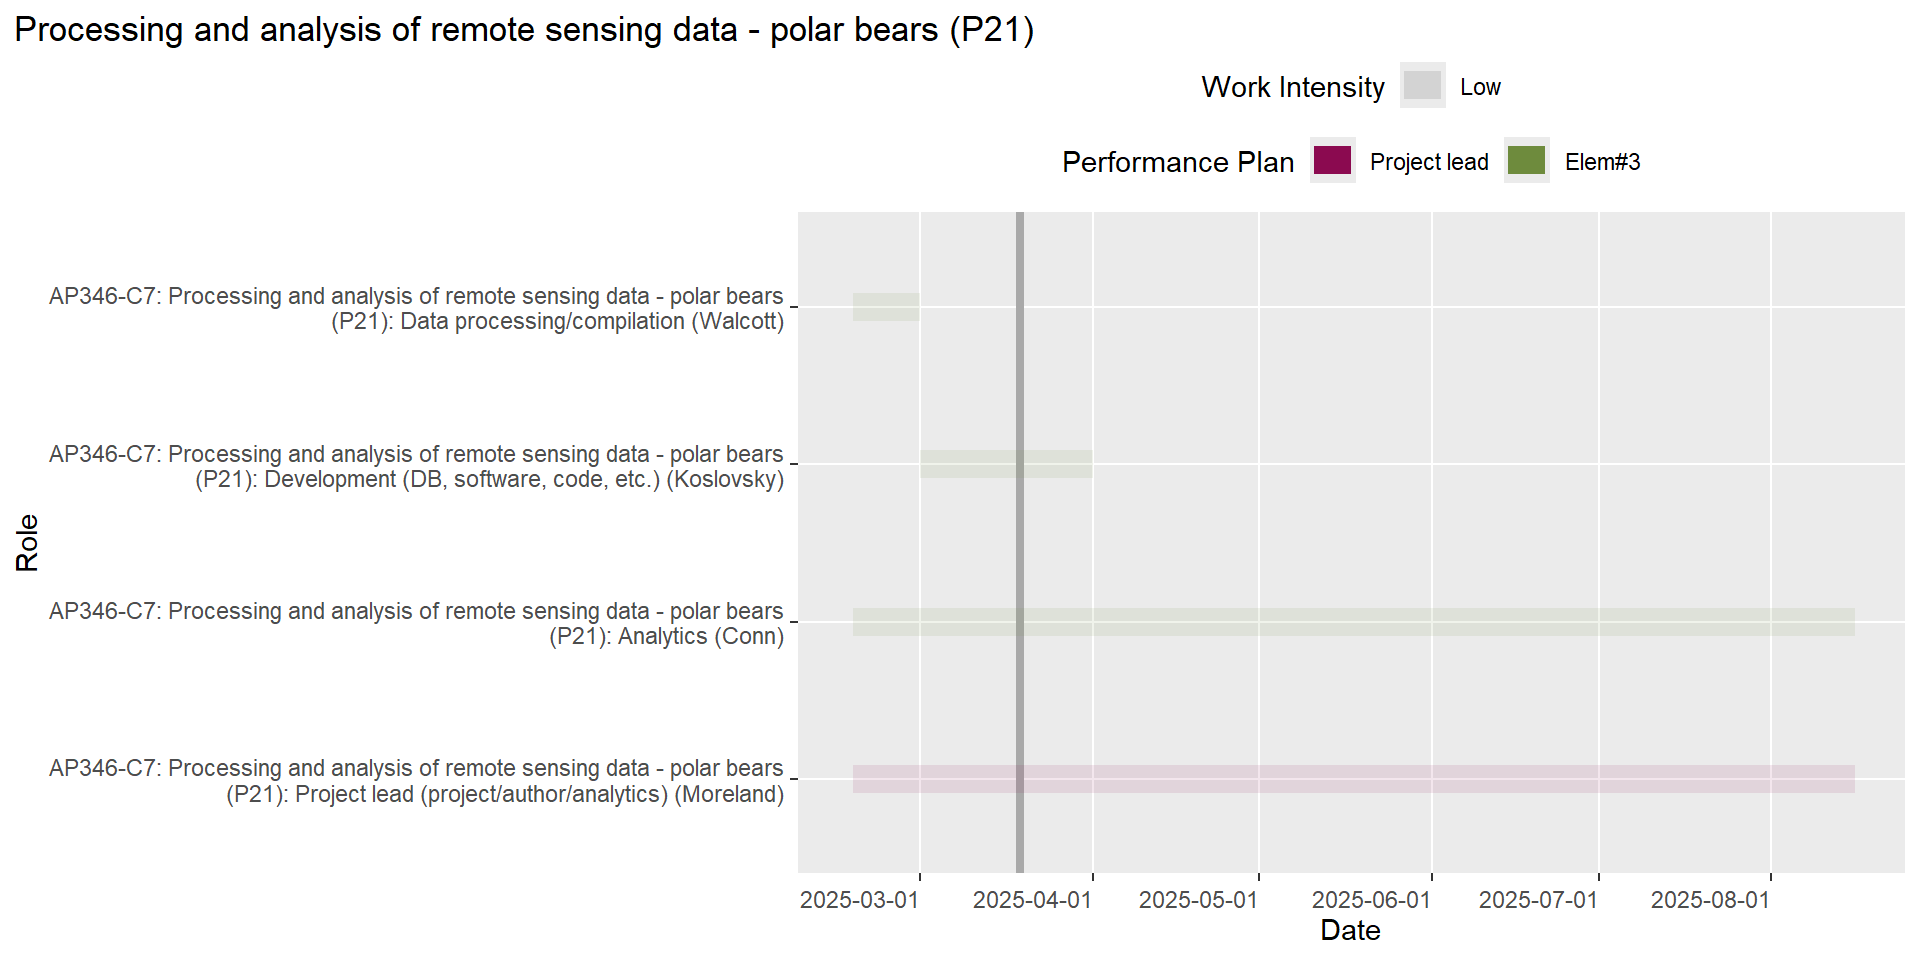 Processing and analysis of remote sensing data - polar bears (P21)
Work Intensity Low
Performance Plan Project lead Elem#3
AP346-C7: Processing and analysis of remote sensing data - polar bears
(P21): Data processing/compilation (Walcott)
AP346-C7: Processing and analysis of remote sensing data - polar bears
(P21): Development (DB, software, code, etc.) (Koslovsky)
Role
AP346-C7: Processing and analysis of remote sensing data - polar bears
(P21): Analytics (Conn)
AP346-C7: Processing and analysis of remote sensing data - polar bears
(P21): Project lead (project/author/analytics) (Moreland)
2025-03-01 2025-04-01 2025-05-01 2025-06-01 2025-07-01 2025-08-01
Date